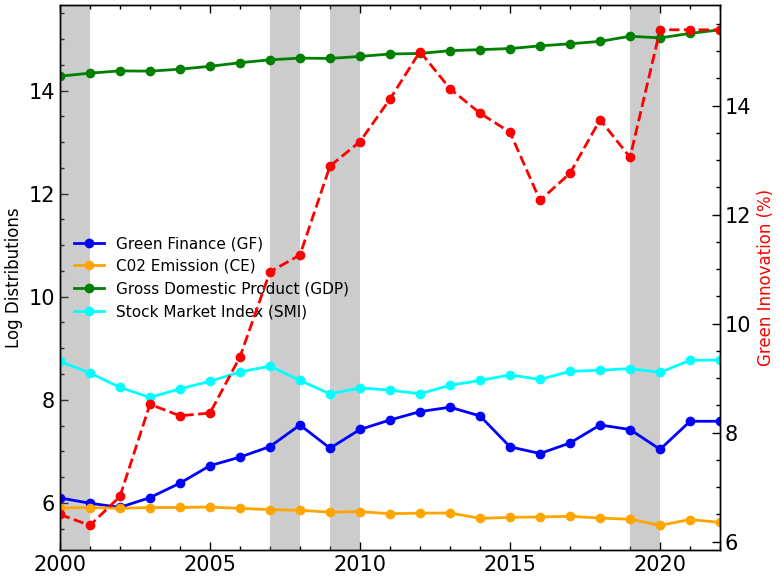 14
12
10
8
6
Log Distributions
Green Finance (GF)
C02 Emission (CE)
Gross Domestic Product (GDP)
Stock Market Index (SMI)
14
12
10
8
6
Green Innovation (%)
2000 2005 2010 2015 2020